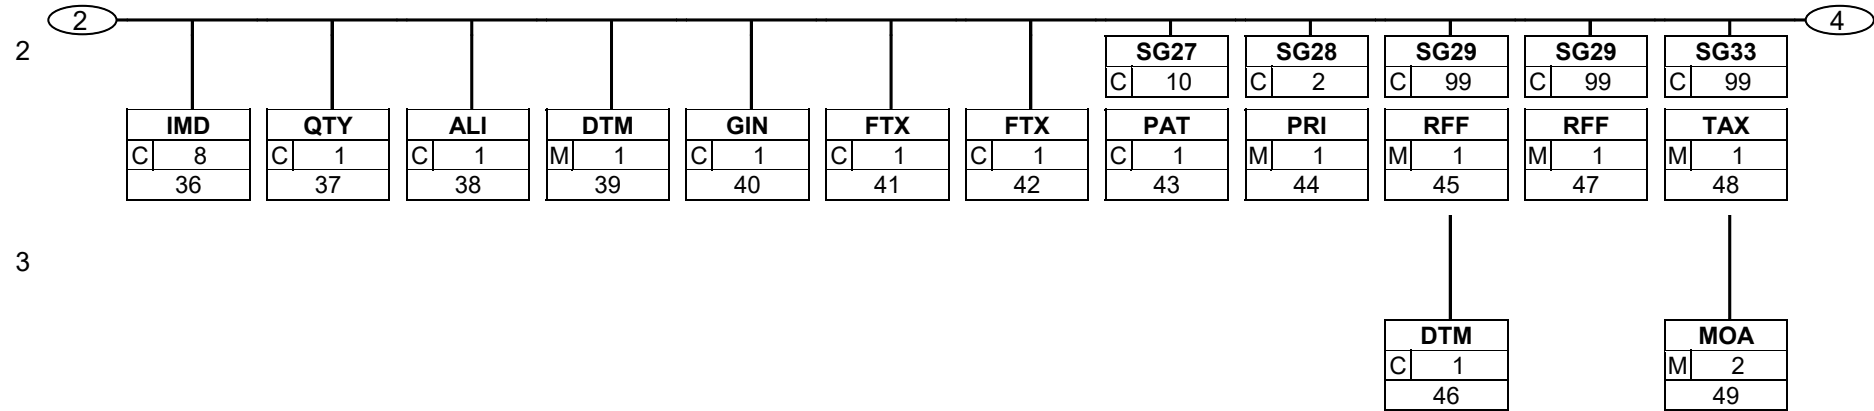 2 4
2 SG27 SG28 SG29 SG29 SG33
C 10 C 2 C 99 C 99 C 99
IMD QTY ALI DTM GIN FTX FTX PAT PRI RFF RFF TAX
C 8 C 1 C 1 M 1 C 1 C 1 C 1 C 1 M 1 M 1 M 1 M 1
36 37 38 39 40 41 42 43 44 45 47 48
3
DTM MOA
C 1 M 2
46 49